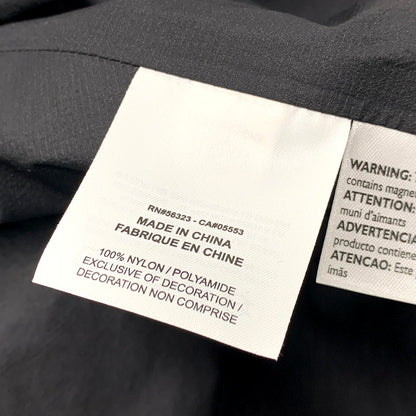 RN#56323 - CA#05553
MADE IN CHINA
FABRIQUE EN CHINE
100% NYLON / POLYAMIDE
EXCLUSIVE OF DECORATION /
DECORATION NON COMPRISE
WARNING: T
contains magne
ATTENTION:
muni d'aimants
ADVERTENCIA
producto contiene
ATENCAO: Este
imãs